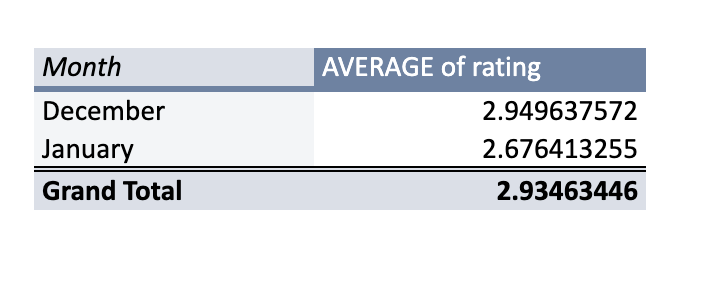 Month AVERAGE of rating
December 2.949637572
January 2.676413255
Grand Total 2.93463446